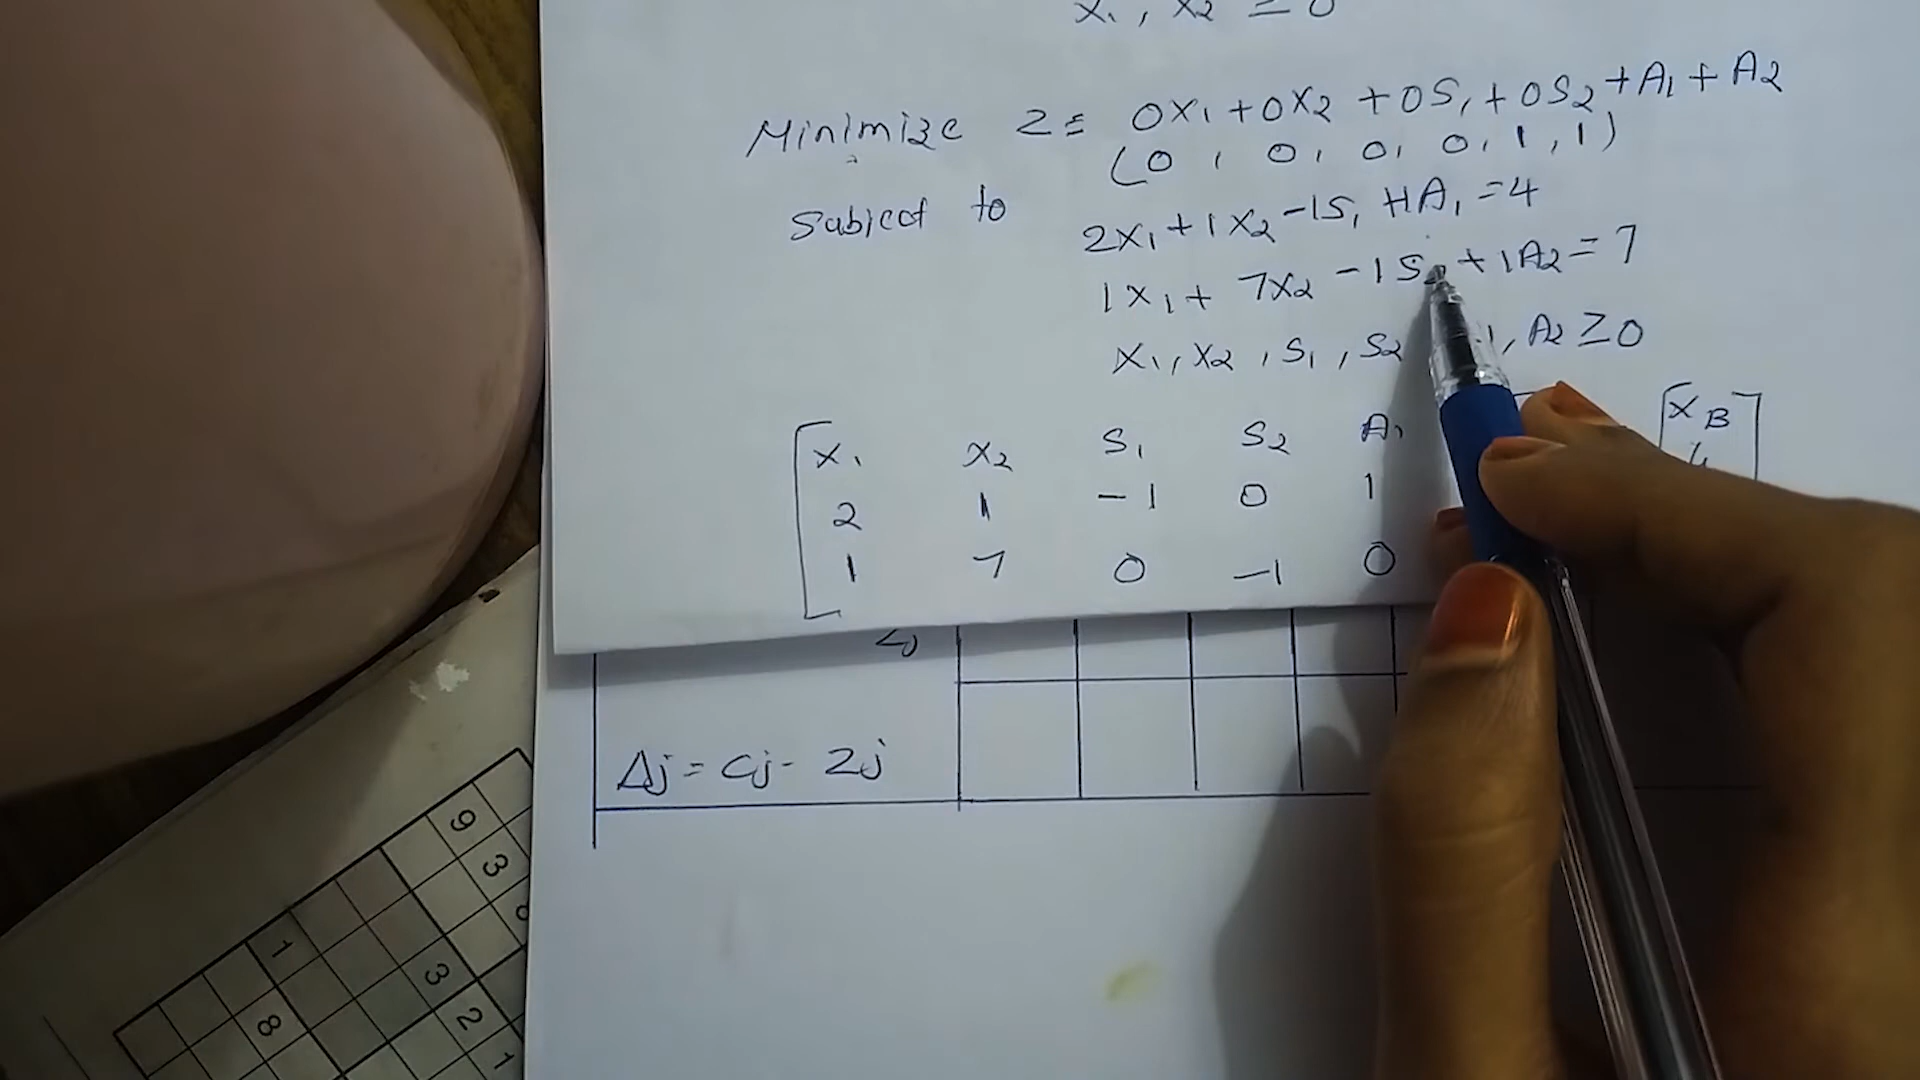 x₁, x₂ ≥ 0
Minimize Z = 0x₁ + 0x₂ + 0S₁ + 0S₂ + A₁ + A₂
(0, 0, 0, 0, 1, 1)
Subject to
2x₁ + 1x₂ - 1S₁ + 1A₁ = 4
1x₁ + 7x₂ - 1S₂ + 1A₂ = 7
x₁, x₂, S₁, S₂ 1, A₂ ≥ 0
x₁ x₂ S₁ S₂ A₁ XB
2 1 -1 0 1
1 7 0 -1 0
Δj = Cj - Zj
9
3
1
3
8
2
1